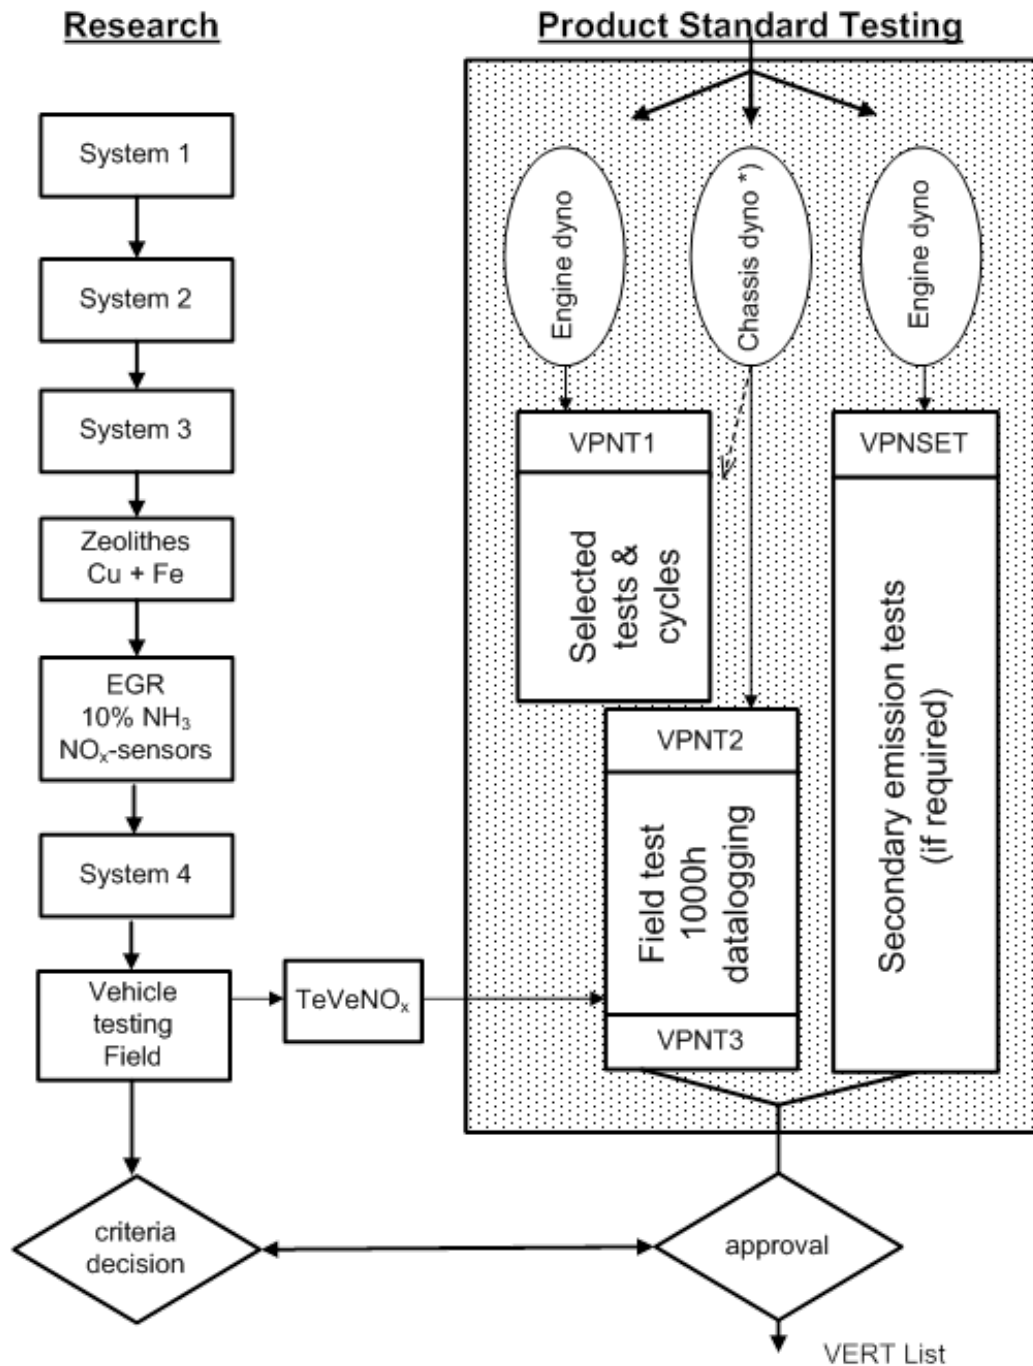 Research
System 1
System 2
System 3
Zeolithes
Cu + Fe
EGR
10% NH₃
NOₓ-sensors
System 4
Vehicle
testing
Field
TeVeNOₓ
criteria
decision
Product Standard Testing
Engine dyno
Chassis dyno *)
Engine dyno
VPNT1
Selected
tests &
cycles
VPNT2
Field test
1000h
datalogging
VPNT3
VPNSET
Secondary emission tests
(if required)
approval
VERT List